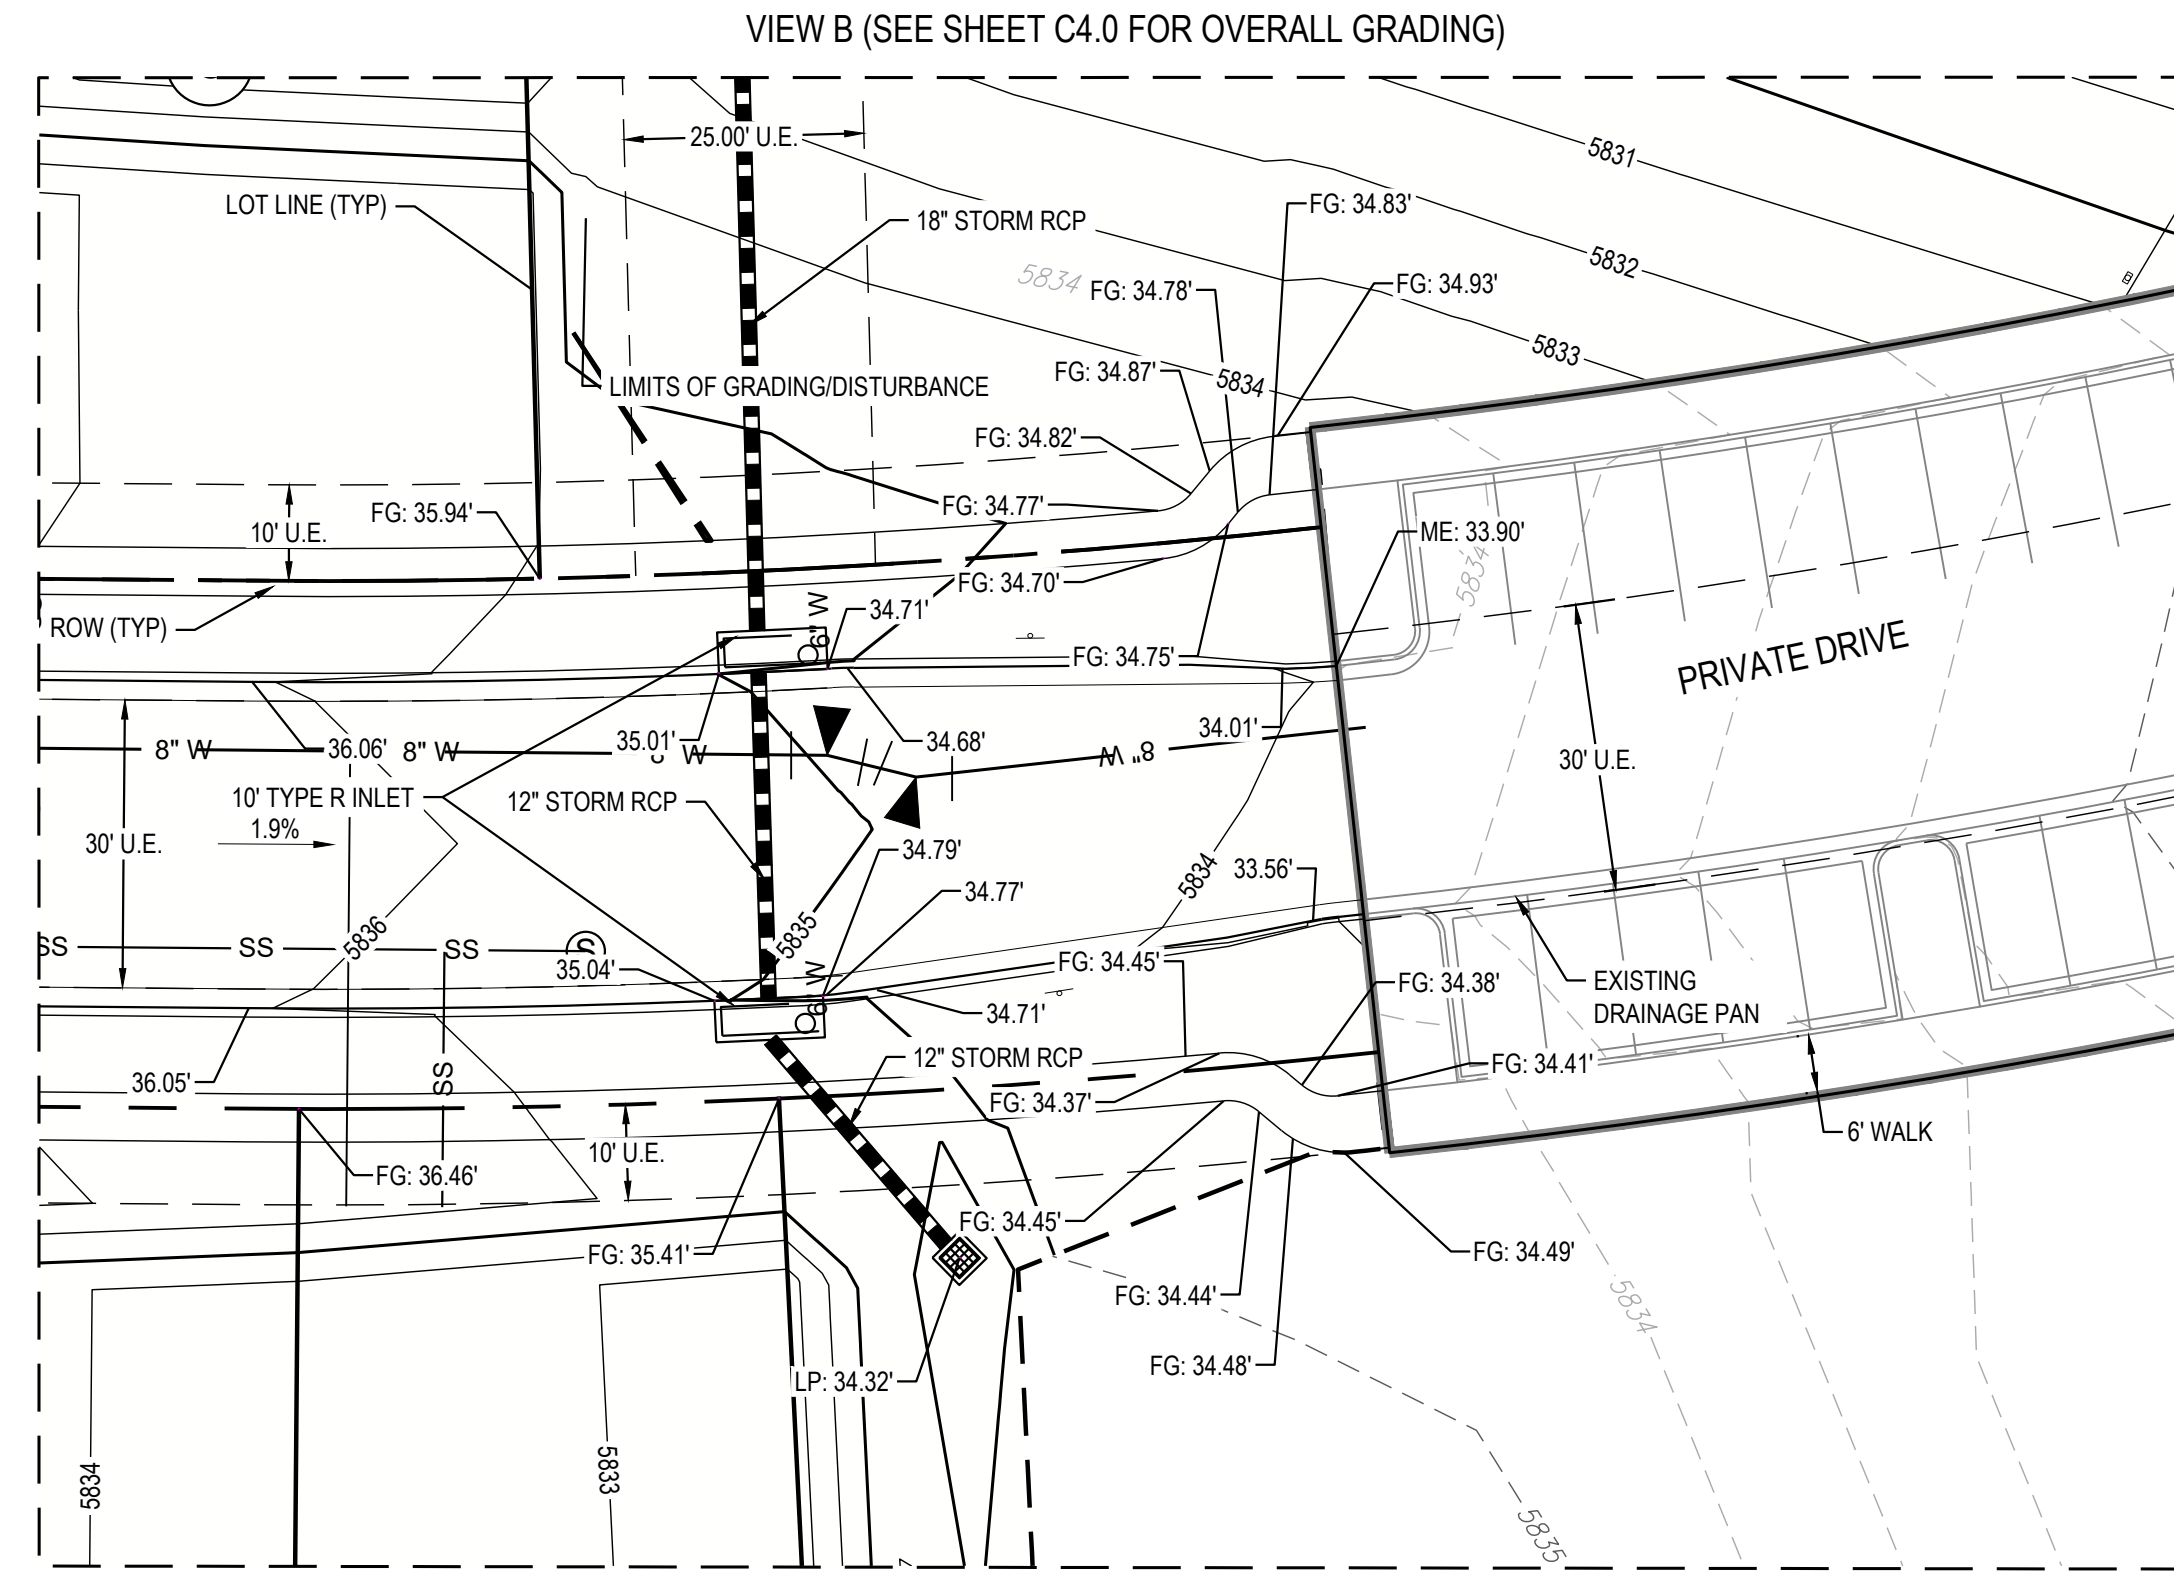 VIEW B (SEE SHEET C4.0 FOR OVERALL GRADING)
25.00' U.E.
5831
LOT LINE (TYP)
18" STORM RCP
FG: 34.83'
5832
5834
FG: 34.78'
FG: 34.93'
5833
FG: 34.87'
5834
LIMITS OF GRADING/DISTURBANCE
FG: 34.82'
FG: 34.77'
FG: 35.94'
10' U.E.
ME: 33.90'
5834
FG: 34.70'
34.71'
6" W
ROW (TYP)
FG: 34.75'
PRIVATE DRIVE
35.01'
34.68'
34.01'
8" W
36.06'
8" W
W
8" W
30' U.E.
10' TYPE R INLET
12" STORM RCP
1.9%
30' U.E.
34.79'
33.56'
5834
34.77'
5836
5835
SS
SS
SS
S
35.04'
6" W
FG: 34.45'
FG: 34.38'
EXISTING
DRAINAGE PAN
34.71'
12" STORM RCP
FG: 34.41'
36.05'
SS
FG: 34.37'
6' WALK
10' U.E.
FG: 36.46'
FG: 34.45'
FG: 35.41'
FG: 34.49'
FG: 34.44'
5834
FG: 34.48'
LP: 34.32'
5834
5833
5835